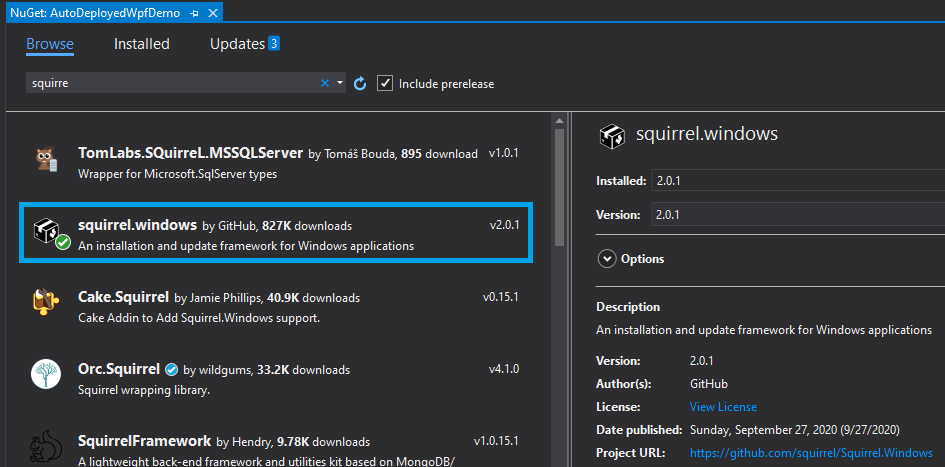 NuGet: AutoDeployedWpfDemo
Browse Installed Updates 3
squirre Include prerelease
TomLabs.SQuirreL.MSSQLServer by Tomáš Bouda, 895 download v1.0.1
Wrapper for Microsoft.SqlServer types
squirrel.windows by GitHub, 827K downloads v2.0.1
An installation and update framework for Windows applications
Cake.Squirrel by Jamie Phillips, 40.9K downloads v0.15.1
Cake Addin to Add Squirrel.Windows support.
Orc.Squirrel by wildgums, 33.2K downloads v4.1.0
Squirrel wrapping library.
SquirrelFramework by Hendry, 9.78K downloads v1.0.15.1
A lightweight back-end framework and utilities kit based on MongoDB/
squirrel.windows
Installed: 2.0.1
Version: 2.0.1
Options
Description
An installation and update framework for Windows applications
Version: 2.0.1
Author(s): GitHub
License: View License
Date published: Sunday, September 27, 2020 (9/27/2020)
Project URL: https://github.com/squirrel/Squirrel.Windows